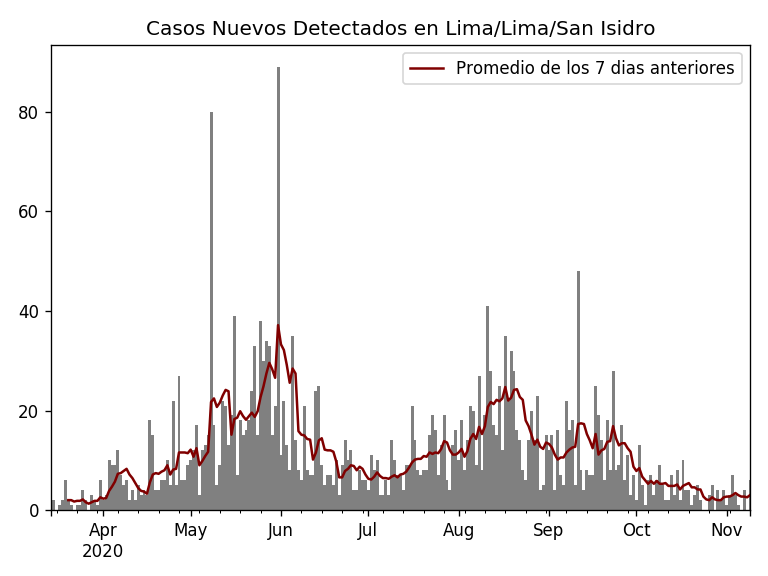 Casos Nuevos Detectados en Lima/Lima/San Isidro
Promedio de los 7 dias anteriores
80
60
40
20
0
Apr May Jun Jul Aug Sep Oct Nov
2020